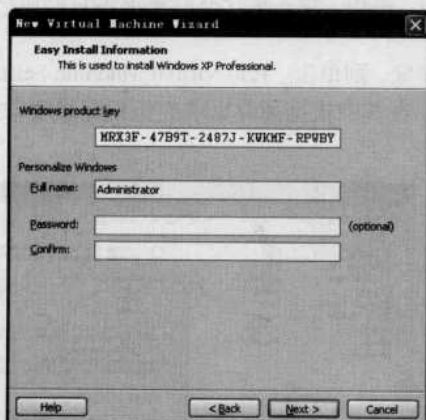 New Virtual Machine Wizard
Easy Install Information
This is used to install Windows XP Professional.
Windows product key
MRX3F-47B9T-2487J-KWKMF-RPWBY
Personalize Windows
Full name: Administrator
Password: (optional)
Confirm:
Help < Back Next > Cancel